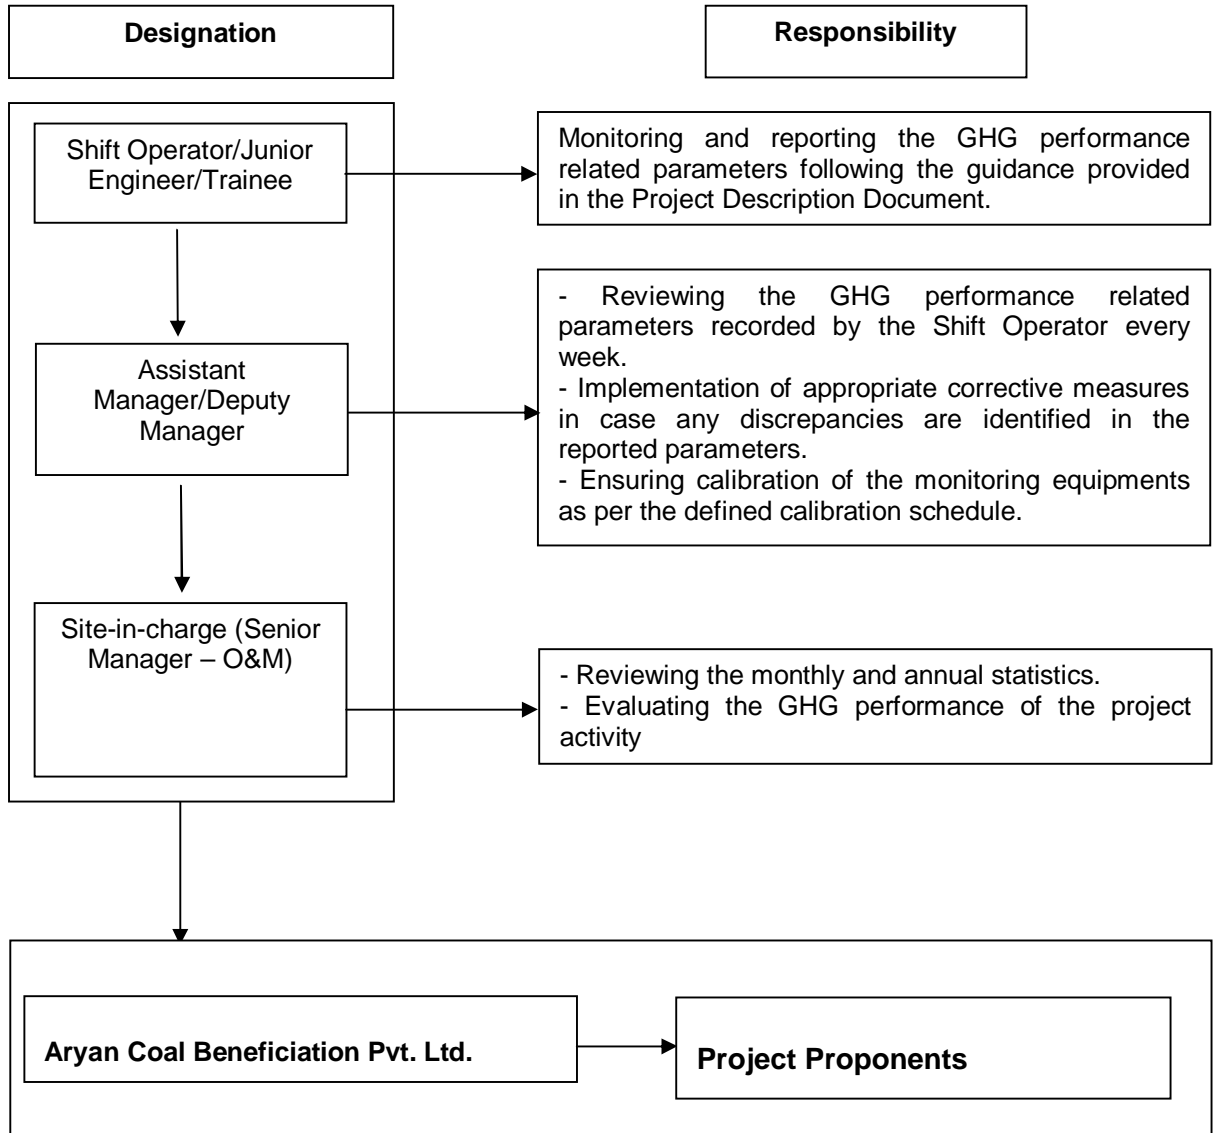 Designation
Responsibility
Shift Operator/Junior
Engineer/Trainee
Monitoring and reporting the GHG performance
related parameters following the guidance provided
in the Project Description Document.
Assistant
Manager/Deputy
Manager
- Reviewing the GHG performance related
parameters recorded by the Shift Operator every
week.
- Implementation of appropriate corrective measures
in case any discrepancies are identified in the
reported parameters.
- Ensuring calibration of the monitoring equipments
as per the defined calibration schedule.
Site-in-charge (Senior
Manager – O&M)
- Reviewing the monthly and annual statistics.
- Evaluating the GHG performance of the project
activity
Aryan Coal Beneficiation Pvt. Ltd.
Project Proponents